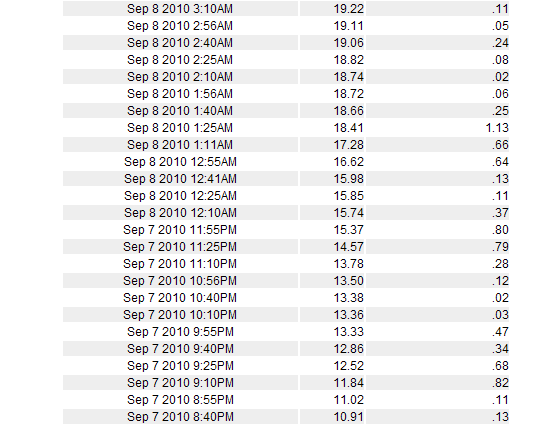 Sep 8 2010 3:10AM 19.22 .11
Sep 8 2010 2:56AM 19.11 .05
Sep 8 2010 2:40AM 19.06 .24
Sep 8 2010 2:25AM 18.82 .08
Sep 8 2010 2:10AM 18.74 .02
Sep 8 2010 1:56AM 18.72 .06
Sep 8 2010 1:40AM 18.66 .25
Sep 8 2010 1:25AM 18.41 1.13
Sep 8 2010 1:11AM 17.28 .66
Sep 8 2010 12:55AM 16.62 .64
Sep 8 2010 12:41AM 15.98 .13
Sep 8 2010 12:25AM 15.85 .11
Sep 8 2010 12:10AM 15.74 .37
Sep 7 2010 11:55PM 15.37 .80
Sep 7 2010 11:25PM 14.57 .79
Sep 7 2010 11:10PM 13.78 .28
Sep 7 2010 10:56PM 13.50 .12
Sep 7 2010 10:40PM 13.38 .02
Sep 7 2010 10:10PM 13.36 .03
Sep 7 2010 9:55PM 13.33 .47
Sep 7 2010 9:40PM 12.86 .34
Sep 7 2010 9:25PM 12.52 .68
Sep 7 2010 9:10PM 11.84 .82
Sep 7 2010 8:55PM 11.02 .11
Sep 7 2010 8:40PM 10.91 .13